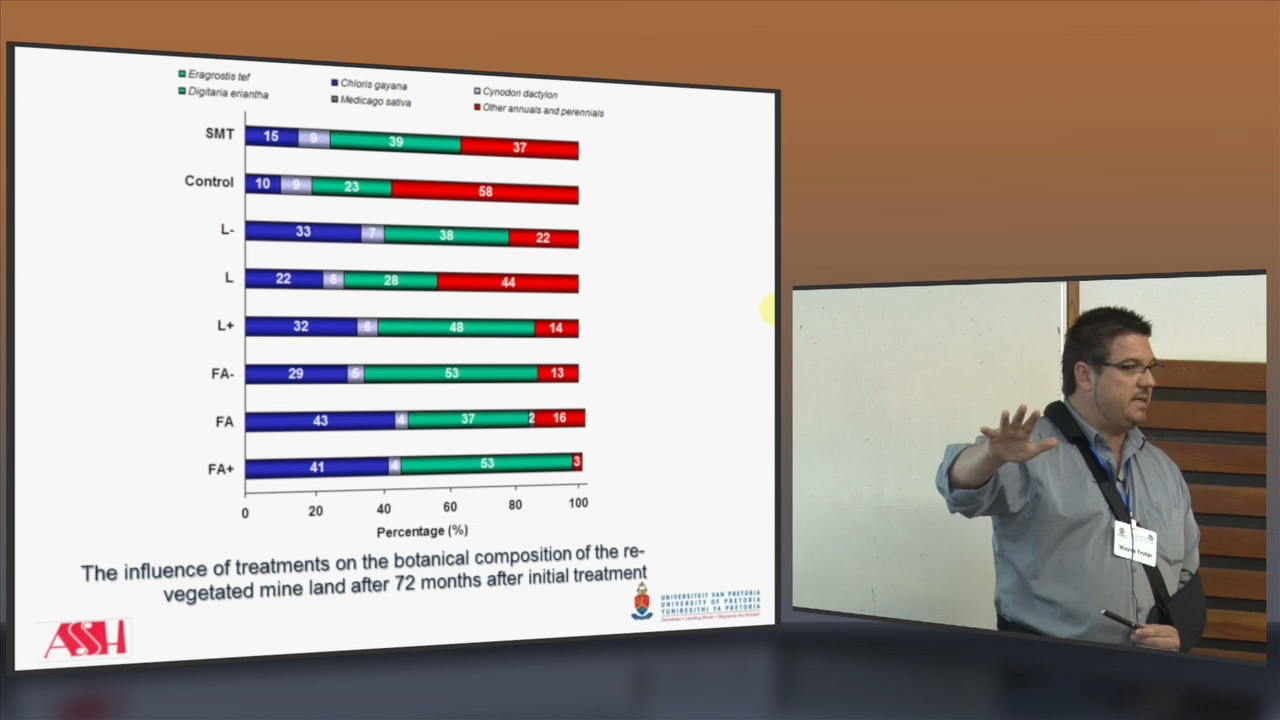 Eragrostis tef
Chloris gayana
Cynodon dactylon
Digitaria eriantha
Medicago sativa
Other annuals and perennials
SMT 15 9 39 37
Control 10 9 23 58
L- 33 7 38 22
L 22 6 28 44
L+ 32 6 48 14
FA- 29 5 53 13
FA 43 4 37 2 16
FA+ 41 4 53 3
0 20 40 60 80 100
Percentage (%)
The influence of treatments on the botanical composition of the re-
vegetated mine land after 72 months after initial treatment
ASSH
UNIVERSITEIT VAN PRETORIA
UNIVERSITY OF PRETORIA
YUNIBESITHI YA PRETORIA
Wayne Truter